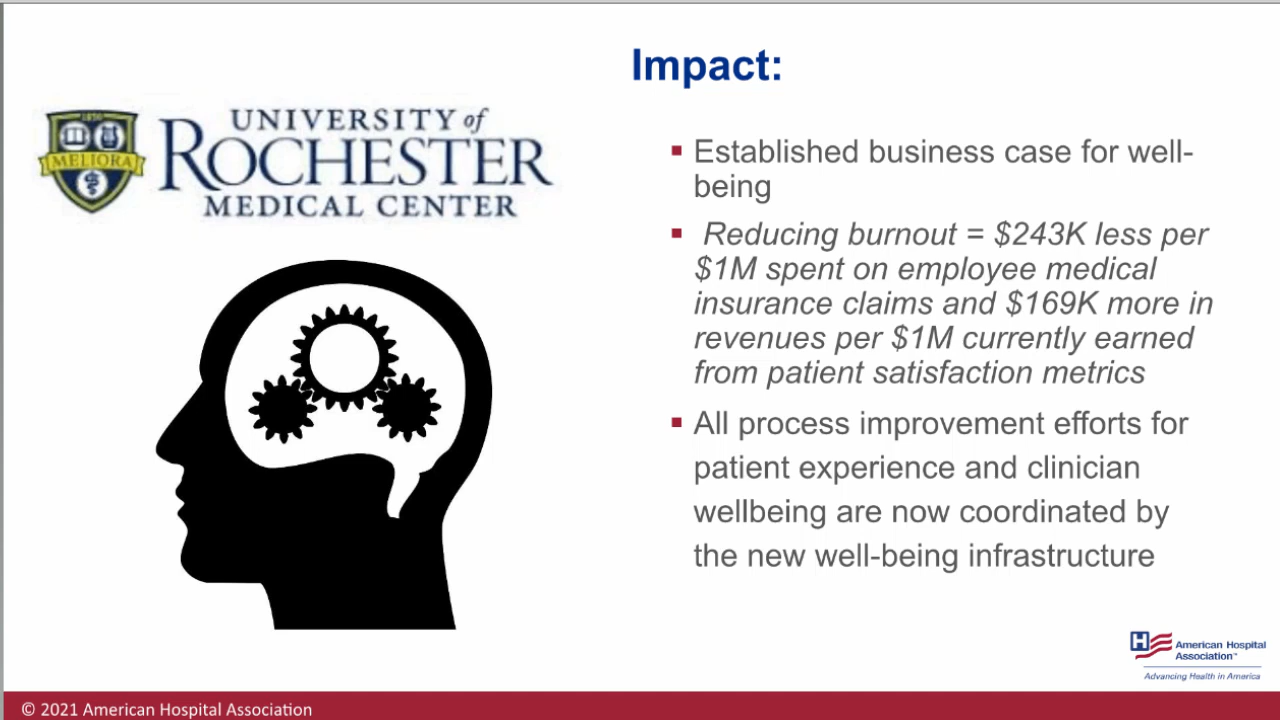 Impact:
UNIVERSITY of
ROCHESTER
MEDICAL CENTER
MELIORA
Established business case for well-
being
Reducing burnout = $243K less per
$1M spent on employee medical
insurance claims and $169K more in
revenues per $1M currently earned
from patient satisfaction metrics
All process improvement efforts for
patient experience and clinician
wellbeing are now coordinated by
the new well-being infrastructure
H
American Hospital
Association™
Advancing Health in America
© 2021 American Hospital Association